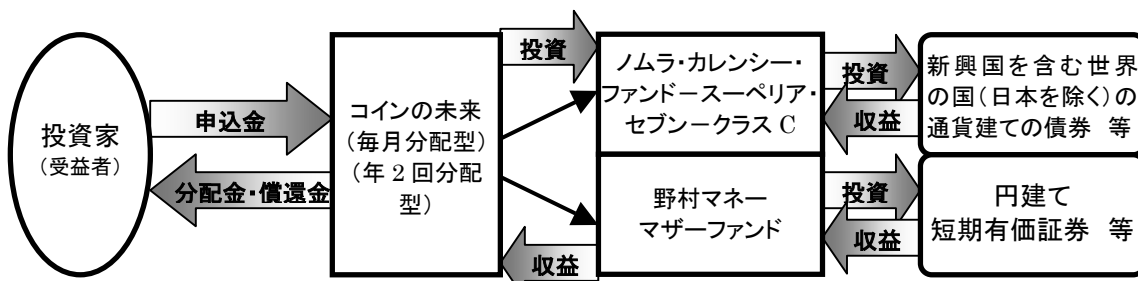 投資家
(受益者)
申込金
分配金・償還金
コインの未来
(毎月分配型)
(年 2 回分配
型)
投資
収益
ノムラ・カレンシー・
ファンド－スーペリア・
セブン－クラス C
野村マネー
マザーファンド
投資
収益
投資
収益
新興国を含む世界
の国(日本を除く)の
通貨建ての債券 等
円建て
短期有価証券 等